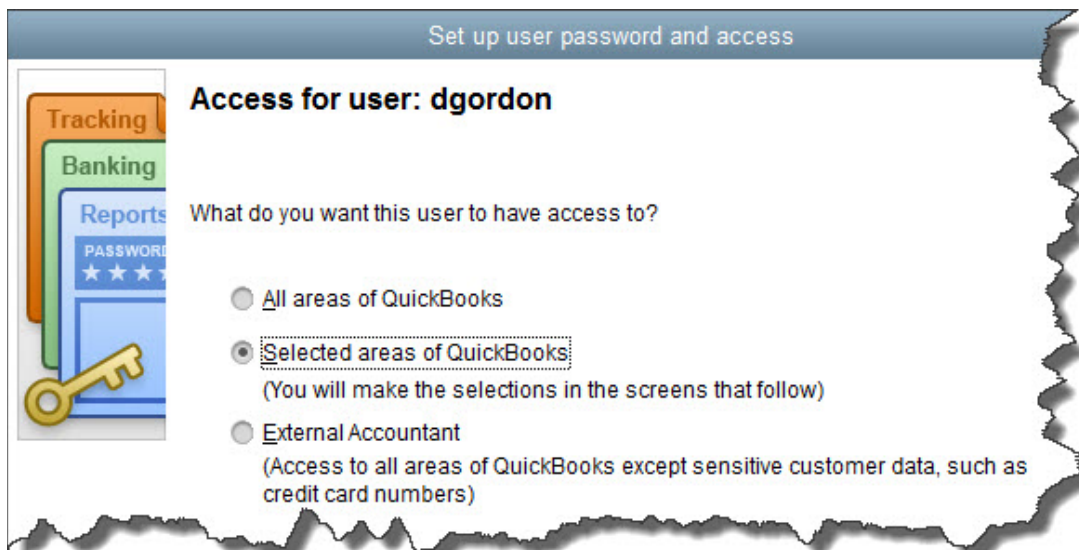 Set up user password and access
Access for user: dgordon
Tracking
Banking
Reports
PASSWORD
What do you want this user to have access to?
All areas of QuickBooks
Selected areas of QuickBooks
(You will make the selections in the screens that follow)
External Accountant
(Access to all areas of QuickBooks except sensitive customer data, such as
credit card numbers)